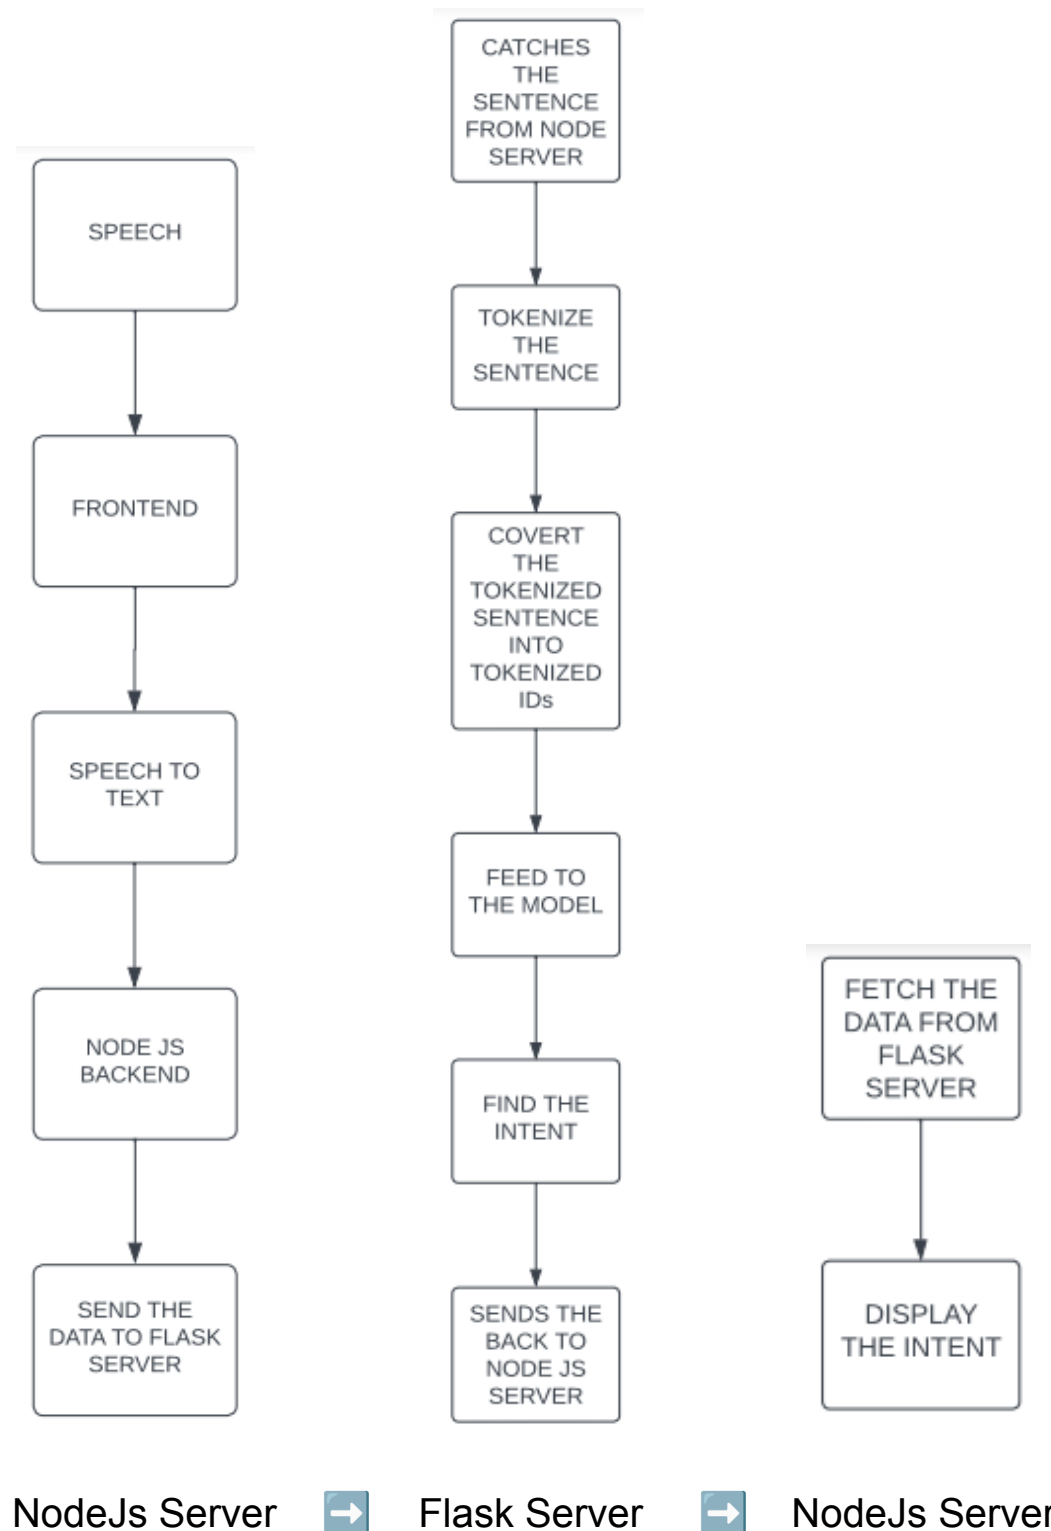 SPEECH
FRONTEND
SPEECH TO
TEXT
NODE JS
BACKEND
SEND THE
DATA TO FLASK
SERVER
CATCHES
THE
SENTENCE
FROM NODE
SERVER
TOKENIZE
THE
SENTENCE
COVERT
THE
TOKENIZED
SENTENCE
INTO
TOKENIZED
IDs
FEED TO
THE MODEL
FIND THE
INTENT
SENDS THE
BACK TO
NODE JS
SERVER
FETCH THE
DATA FROM
FLASK
SERVER
DISPLAY
THE INTENT
NodeJs Server ➡️ Flask Server ➡️ NodeJs Server